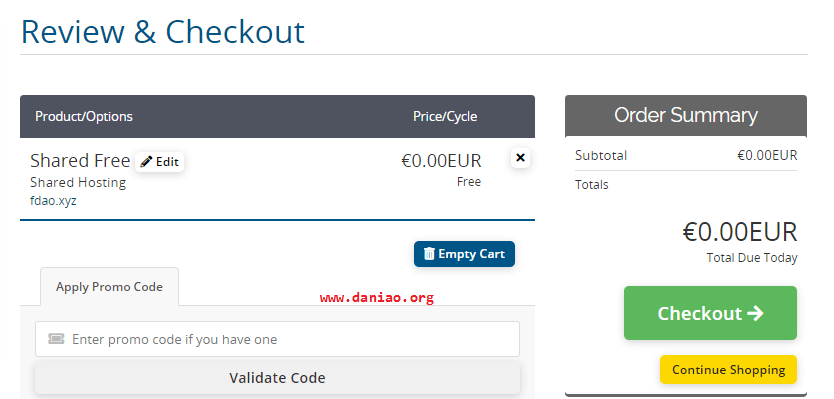 Review & Checkout
Product/Options Price/Cycle
Shared Free Edit €0.00EUR
Shared Hosting Free
fdao.xyz
Empty Cart
Apply Promo Code
www.daniao.org
Enter promo code if you have one
Validate Code
Order Summary
Subtotal €0.00EUR
Totals
€0.00EUR
Total Due Today
Checkout
Continue Shopping